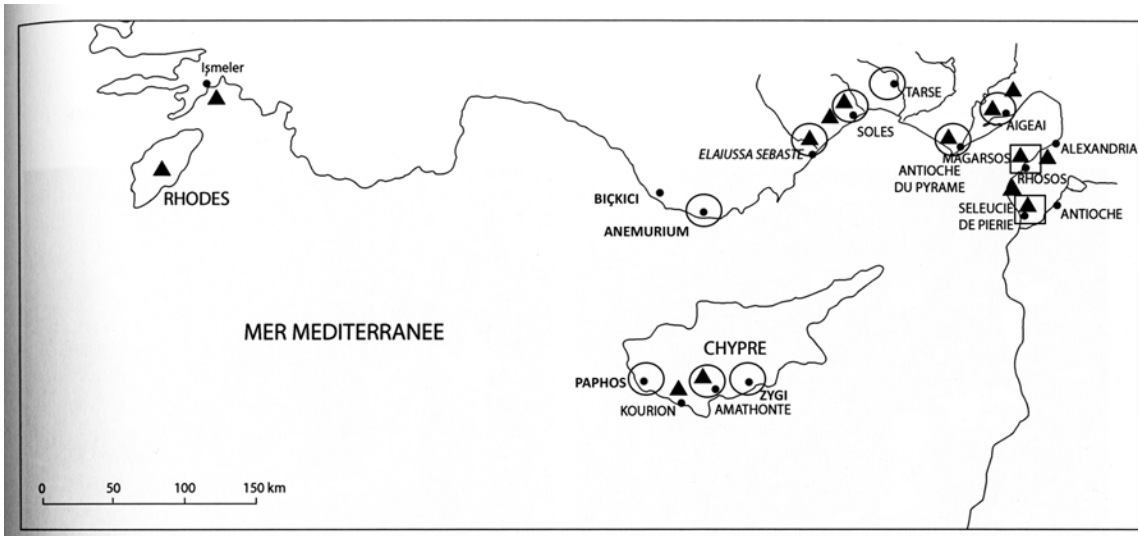 Işmeler
RHODES
MER MEDITERRANEE
TARSE
SOLES
ELAIUSSA SEBASTE
AIGEAI
MAGARSOS
ANTIOCHE
DU PYRAME
ALEXANDRIA
RHOSOS
SELEUCIE
DE PIERIE
ANTIOCHE
BIÇKICI
ANEMURIUM
CHYPRE
PAPHOS
KOURION
AMATHONTE
ZYGI
0 50 100 150 km